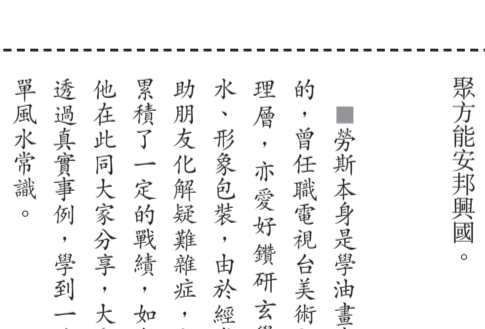 聚方能安邦興國。
■勞斯本身是學油畫
的，曾任職電視台美術
理層，亦愛好鑽研玄學
水、形象包裝，由於經
助朋友化解疑難雜症，
累積了一定的戰績，如
他在此同大家分享，大
透過真實事例，學到一
單風水常識。